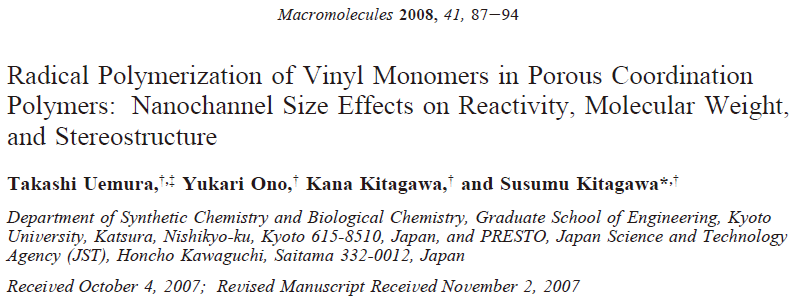 Macromolecules 2008, 41, 87−94
Radical Polymerization of Vinyl Monomers in Porous Coordination
Polymers: Nanochannel Size Effects on Reactivity, Molecular Weight,
and Stereostructure
Takashi Uemura,†,‡ Yukari Ono,† Kana Kitagawa,† and Susumu Kitagawa*,†
Department of Synthetic Chemistry and Biological Chemistry, Graduate School of Engineering, Kyoto
University, Katsura, Nishikyo-ku, Kyoto 615-8510, Japan, and PRESTO, Japan Science and Technology
Agency (JST), Honcho Kawaguchi, Saitama 332-0012, Japan
Received October 4, 2007; Revised Manuscript Received November 2, 2007